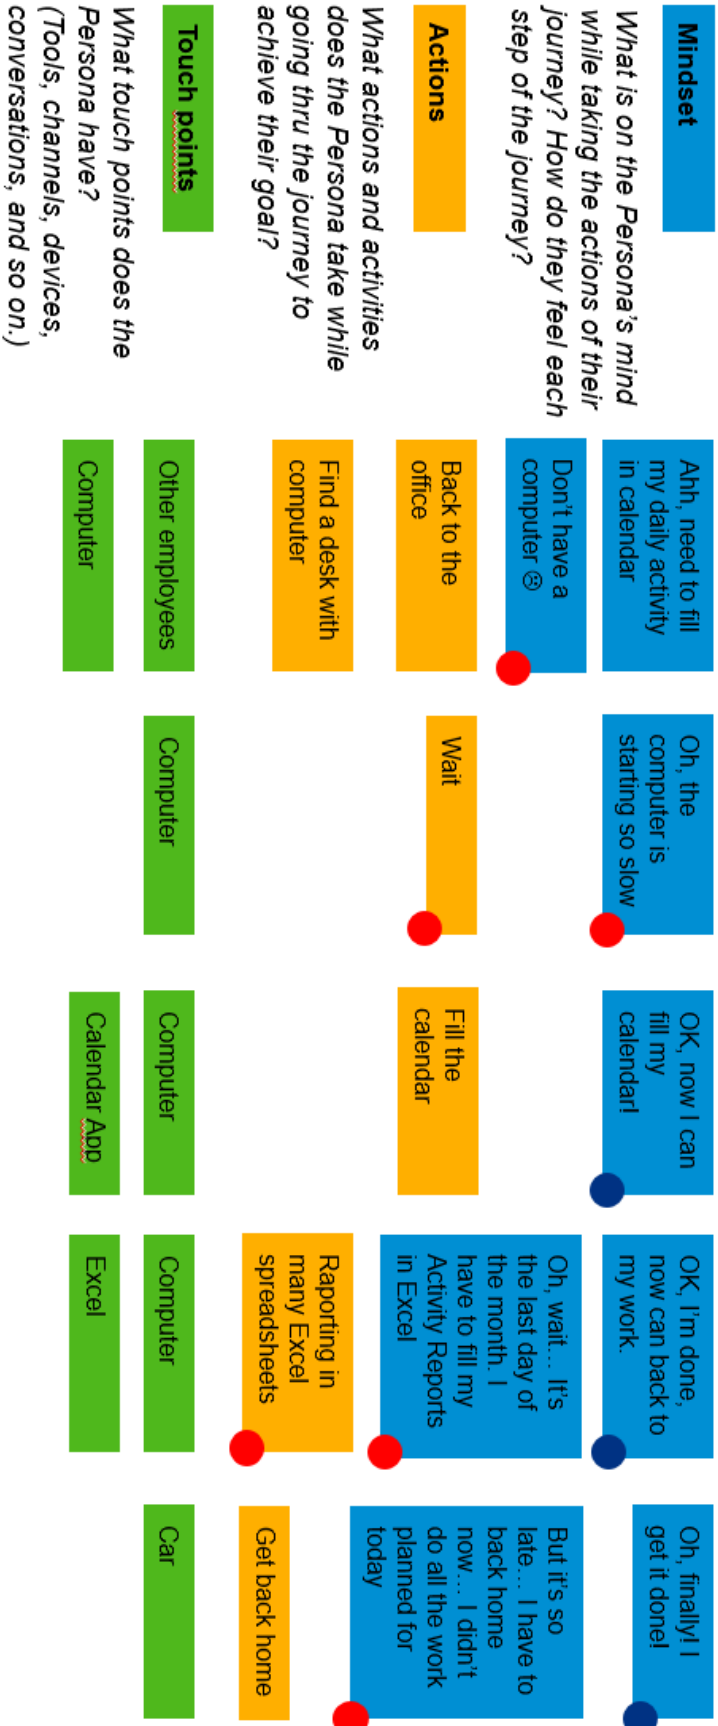 Mindset
What is on the Persona's mind
while taking the actions of their
journey? How do they feel each
step of the journey?
Ahh, need to fill
my daily activity
in calendar
Don't have a
computer ☹
Oh, the
computer is
starting so slow
OK, now I can
fill my
calendar!
OK, I'm done,
now can back to
my work.
Oh, wait… It's
the last day of
the month. I
have to fill my
Activity Reports
in Excel
Oh, finally! I
get it done!
But it's so
late… I have to
back home
now… I didn't
do all the work
planned for
today
Actions
What actions and activities
does the Persona take while
going thru the journey to
achieve their goal?
Back to the
office
Find a desk with
computer
Wait
Fill the
calendar
Raporting in
many Excel
spreadsheets
Get back home
Touch points
What touch points does the
Persona have?
(Tools, channels, devices,
conversations, and so on.)
Other employees
Computer
Computer
Computer
Calendar App
Computer
Excel
Car